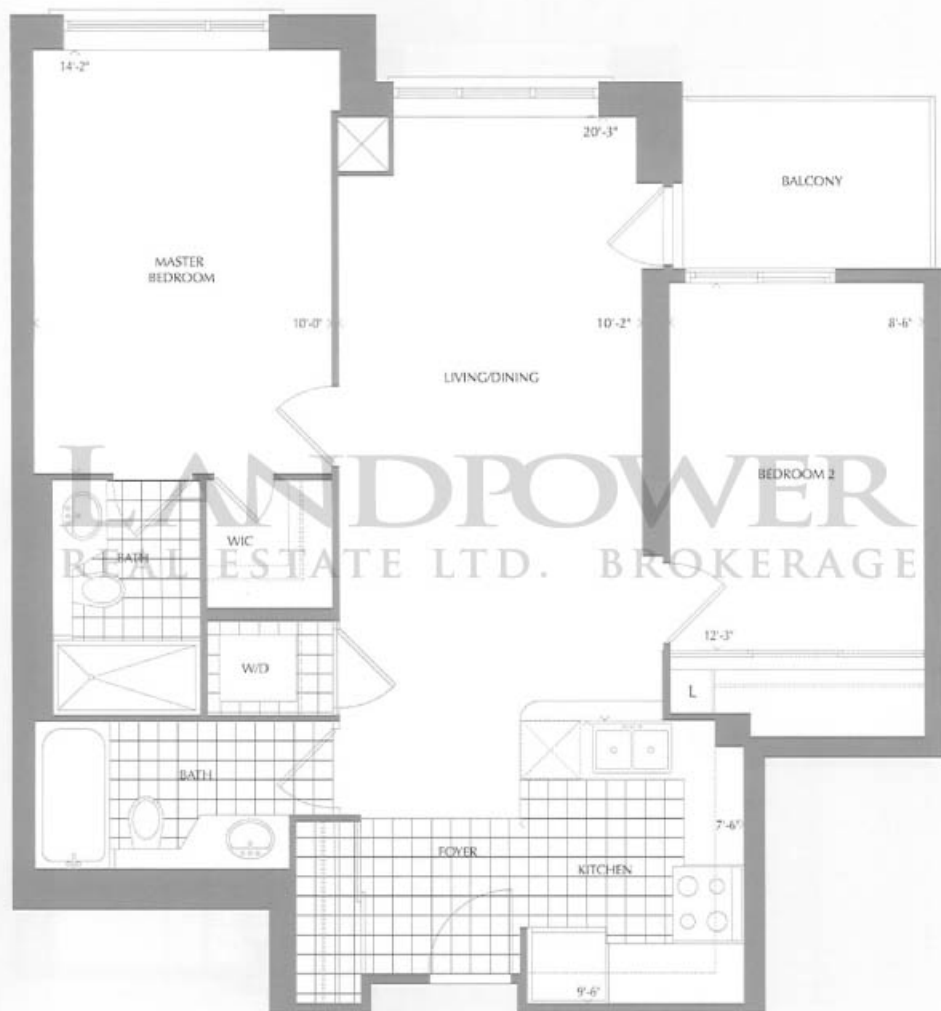 14'-2"
20'-3"
BALCONY
MASTER
BEDROOM
10'-0"
10'-2"
8'-6"
LIVING/DINING
LANDPOWER
BEDROOM 2
WIC
BATH
REAL ESTATE LTD. BROKERAGE
12'-3"
W/D
L
BATH
7'-6"
FOYER
KITCHEN
9'-6"